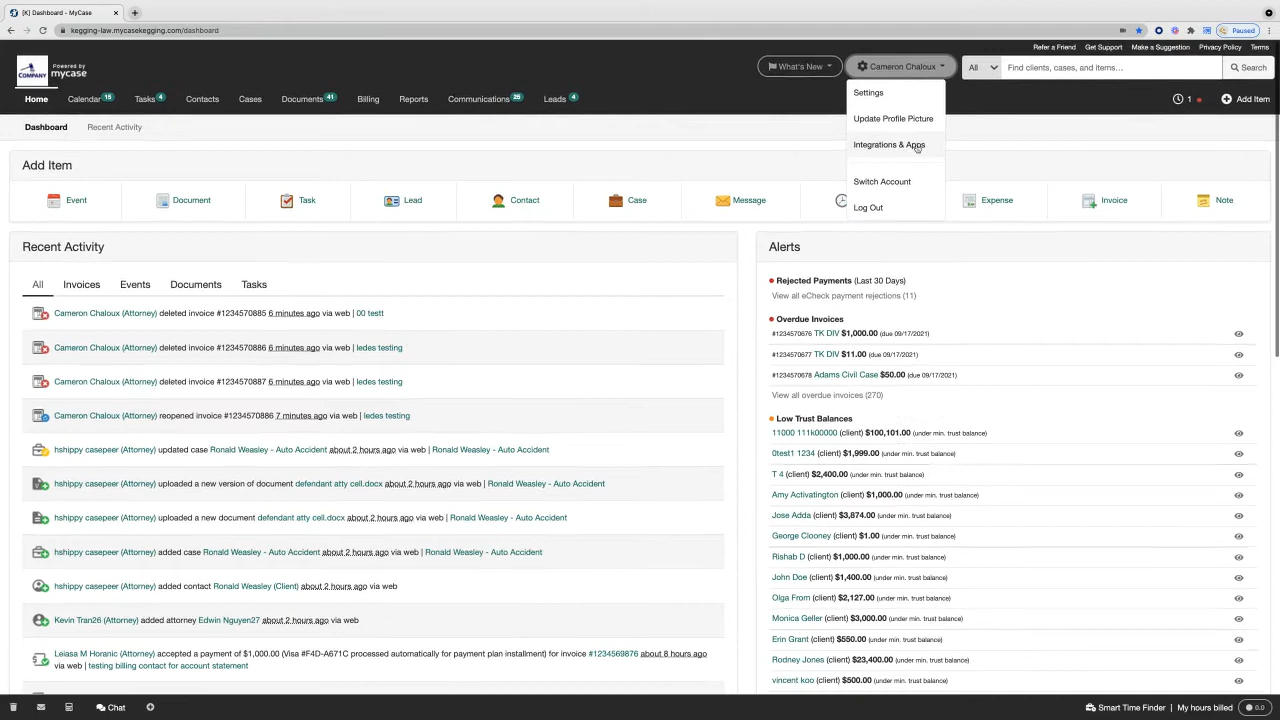 [K] Dashboard - MyCase
kegging-law.mycasekegging.com/dashboard
Paused
Refer a Friend Get Support Make a Suggestion Privacy Policy Terms
COMPANY
Powered by
mycase
What's New
Cameron Chaloux
All
Find clients, cases, and items...
Search
Home Calendar 15 Tasks 4 Contacts Cases Documents 41 Billing Reports Communications 25 Leads 4
1 Add Item
Settings
Update Profile Picture
Integrations & Apps
Switch Account
Log Out
Dashboard Recent Activity
Add Item
Event Document Task Lead Contact Case Message Expense Invoice Note
Recent Activity
All Invoices Events Documents Tasks
Cameron Chaloux (Attorney) deleted invoice #1234570885 6 minutes ago via web | 00 testt
Cameron Chaloux (Attorney) deleted invoice #1234570886 6 minutes ago via web | ledes testing
Cameron Chaloux (Attorney) deleted invoice #1234570887 6 minutes ago via web | ledes testing
Cameron Chaloux (Attorney) reopened invoice #1234570886 7 minutes ago via web | ledes testing
hshippy casepeer (Attorney) updated case Ronald Weasley - Auto Accident about 2 hours ago via web | Ronald Weasley - Auto Accident
hshippy casepeer (Attorney) uploaded a new version of document defendant atty cell.docx about 2 hours ago via web | Ronald Weasley - Auto Accident
hshippy casepeer (Attorney) uploaded a new document defendant atty cell.docx about 2 hours ago via web | Ronald Weasley - Auto Accident
hshippy casepeer (Attorney) added case Ronald Weasley - Auto Accident about 2 hours ago via web | Ronald Weasley - Auto Accident
hshippy casepeer (Attorney) added contact Ronald Weasley (Client) about 2 hours ago via web
Kevin Tran26 (Attorney) added attorney Edwin Nguyen27 about 2 hours ago via web
Leiasa M Horanic (Attorney) accepted a payment of $1,000.00 (Visa #F4D-A671C processed automatically for payment plan installment) for invoice #1234569876 about 8 hours ago
via web | testing billing contact for account statement
Alerts
Rejected Payments (Last 30 Days)
View all eCheck payment rejections (11)
Overdue Invoices
#1234570676 TK DIV $1,000.00 (due 09/17/2021)
#1234570677 TK DIV $11.00 (due 09/17/2021)
#1234570678 Adams Civil Case $50.00 (due 09/17/2021)
View all overdue invoices (270)
Low Trust Balances
11000 111k00000 (client) $100,101.00 (under min. trust balance)
0test1 1234 (client) $1,999.00 (under min. trust balance)
T 4 (client) $2,400.00 (under min. trust balance)
Amy Activatington (client) $1,000.00 (under min. trust balance)
Jose Adda (client) $3,874.00 (under min. trust balance)
George Clooney (client) $1.00 (under min. trust balance)
Rishab D (client) $1,000.00 (under min. trust balance)
John Doe (client) $1,400.00 (under min. trust balance)
Olga From (client) $2,127.00 (under min. trust balance)
Monica Geller (client) $3,000.00 (under min. trust balance)
Erin Grant (client) $550.00 (under min. trust balance)
Rodney Jones (client) $23,400.00 (under min. trust balance)
vincent koo (client) $500.00 (under min. trust balance)
Chat
Smart Time Finder | My hours billed 0.0